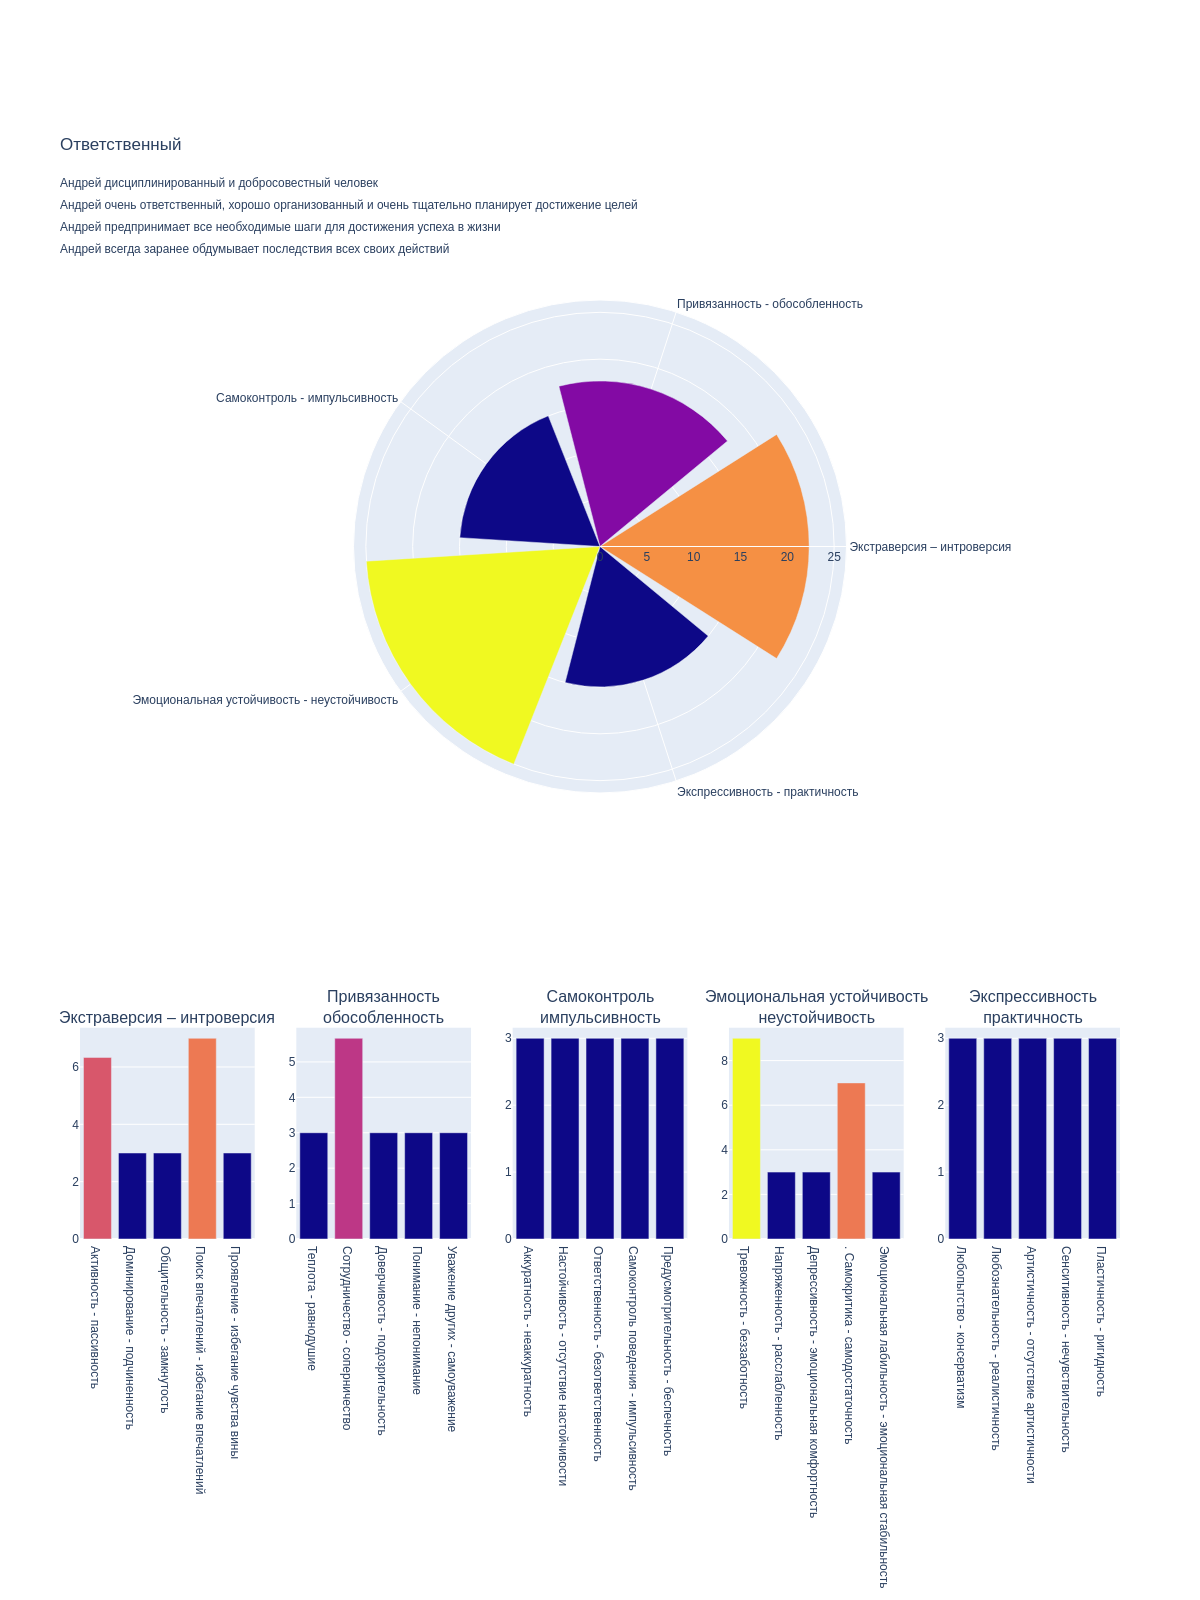 Ответственный
Андрей дисциплинированный и добросовестный человек
Андрей очень ответственный, хорошо организованный и очень тщательно планирует достижение целей
Андрей предпринимает все необходимые шаги для достижения успеха в жизни
Андрей всегда заранее обдумывает последствия всех своих действий
Привязанность - обособленность
Самоконтроль - импульсивность
Экстраверсия – интроверсия
0 5 10 15 20 25
Эмоциональная устойчивость - неустойчивость
Экспрессивность - практичность
Экстраверсия – интроверсия
6
4
2
0
Активность - пассивность
Доминирование - подчиненность
Общительность - замкнутость
Поиск впечатлений - избегание впечатлений
Проявление - избегание чувства вины
Привязанность
обособленность
5
4
3
2
1
0
Теплота - равнодушие
Сотрудничество - соперничество
Доверчивость - подозрительность
Понимание - непонимание
Уважение других - самоуважение
Самоконтроль
импульсивность
3
2
1
0
Аккуратность - неаккуратность
Настойчивость - отсутствие настойчивости
Ответственность - безответственность
Самоконтроль поведения - импульсивность
Предусмотрительность - беспечность
Эмоциональная устойчивость
неустойчивость
8
6
4
2
0
Тревожность - беззаботность
Напряженность - расслабленность
Депрессивность - эмоциональная комфортность
. Самокритика - самодостаточность
Эмоциональная лабильность - эмоциональная стабильность
Экспрессивность
практичность
3
2
1
0
Любопытство - консерватизм
Любознательность - реалистичность
Артистичность - отсутствие артистичности
Сенситивность - нечувствительность
Пластичность - ригидность